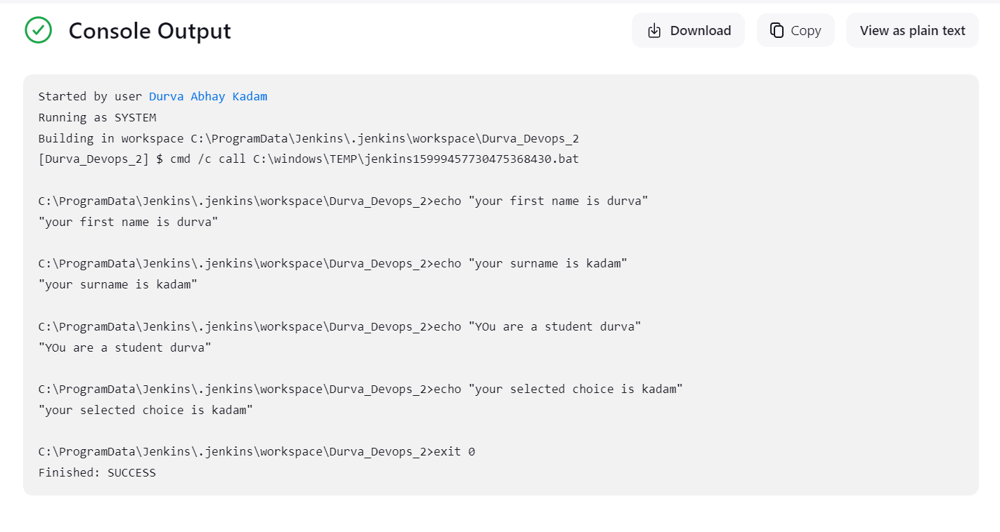 Console Output
Download
Copy
View as plain text
Started by user Durva Abhay Kadam
Running as SYSTEM
Building in workspace C:\ProgramData\Jenkins\.jenkins\workspace\Durva_Devops_2
[Durva_Devops_2] $ cmd /c call C:\windows\TEMP\jenkins15999457730475368430.bat
C:\ProgramData\Jenkins\.jenkins\workspace\Durva_Devops_2>echo "your first name is durva"
"your first name is durva"
C:\ProgramData\Jenkins\.jenkins\workspace\Durva_Devops_2>echo "your surname is kadam"
"your surname is kadam"
C:\ProgramData\Jenkins\.jenkins\workspace\Durva_Devops_2>echo "YOu are a student durva"
"YOu are a student durva"
C:\ProgramData\Jenkins\.jenkins\workspace\Durva_Devops_2>echo "your selected choice is kadam"
"your selected choice is kadam"
C:\ProgramData\Jenkins\.jenkins\workspace\Durva_Devops_2>exit 0
Finished: SUCCESS